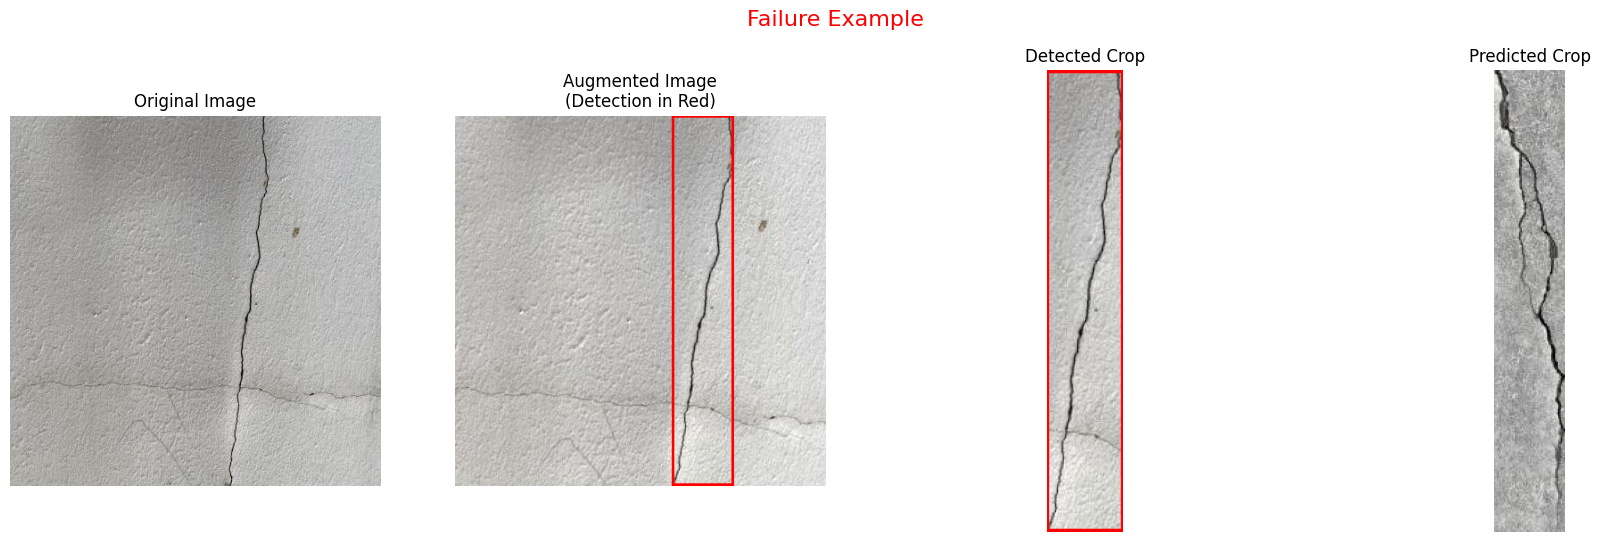 Failure Example
Original Image
Augmented Image
(Detection in Red)
Detected Crop
Predicted Crop